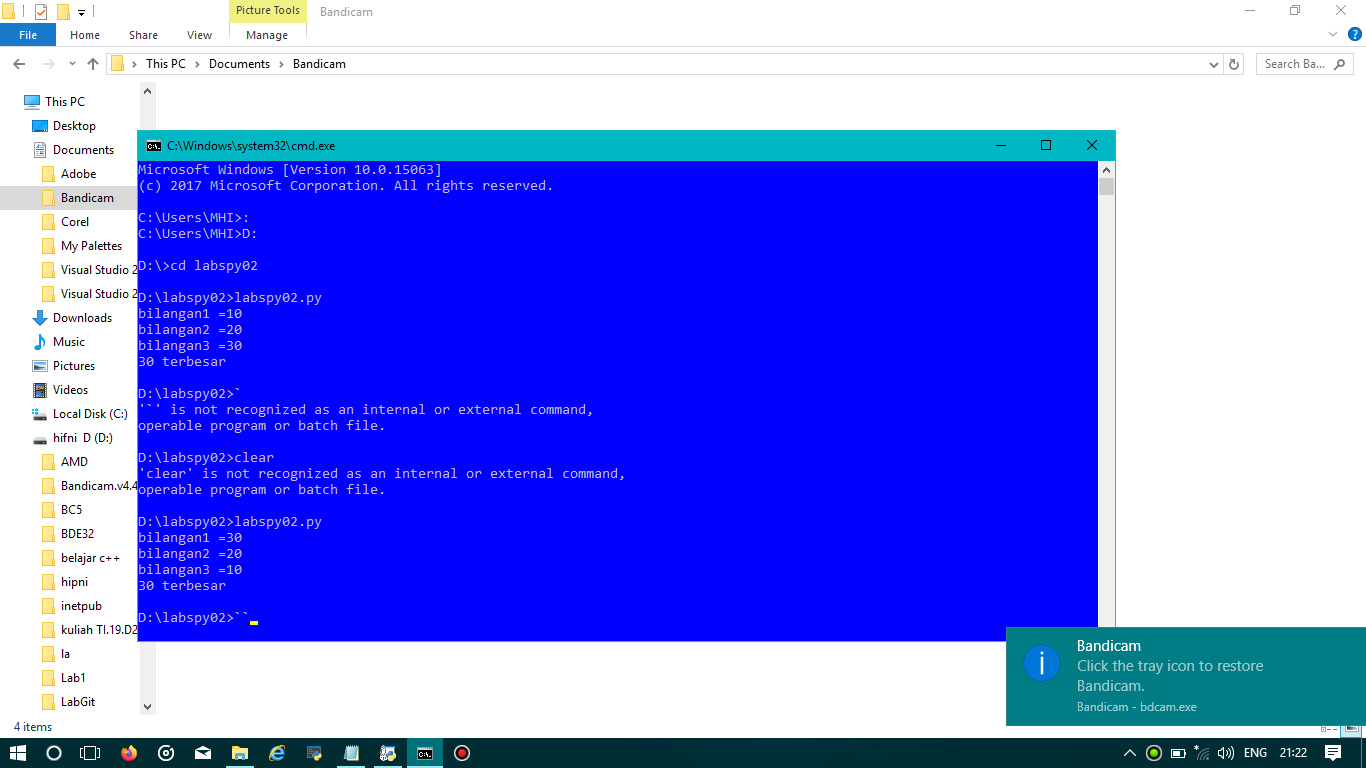 Picture Tools
Bandicam
File
Home
Share
View
Manage
This PC
Documents
Bandicam
Search Ba...
This PC
Desktop
Documents
Adobe
Bandicam
Corel
My Palettes
Visual Studio 2
Visual Studio 2
Downloads
Music
Pictures
Videos
Local Disk (C:)
hifni D (D:)
AMD
Bandicam.v4.4
BC5
BDE32
belajar c++
hipni
inetpub
kuliah TI.19.D2
la
Lab1
LabGit
4 items
C:\Windows\system32\cmd.exe
Microsoft Windows [Version 10.0.15063]
(c) 2017 Microsoft Corporation. All rights reserved.
C:\Users\MHI>:
C:\Users\MHI>D:
D:\>cd labspy02
D:\labspy02>labspy02.py
bilangan1 =10
bilangan2 =20
bilangan3 =30
30 terbesar
D:\labspy02>`
'`' is not recognized as an internal or external command,
operable program or batch file.
D:\labspy02>clear
'clear' is not recognized as an internal or external command,
operable program or batch file.
D:\labspy02>labspy02.py
bilangan1 =30
bilangan2 =20
bilangan3 =10
30 terbesar
D:\labspy02>``
Bandicam
Click the tray icon to restore
Bandicam.
Bandicam - bdcam.exe
ENG
21:22